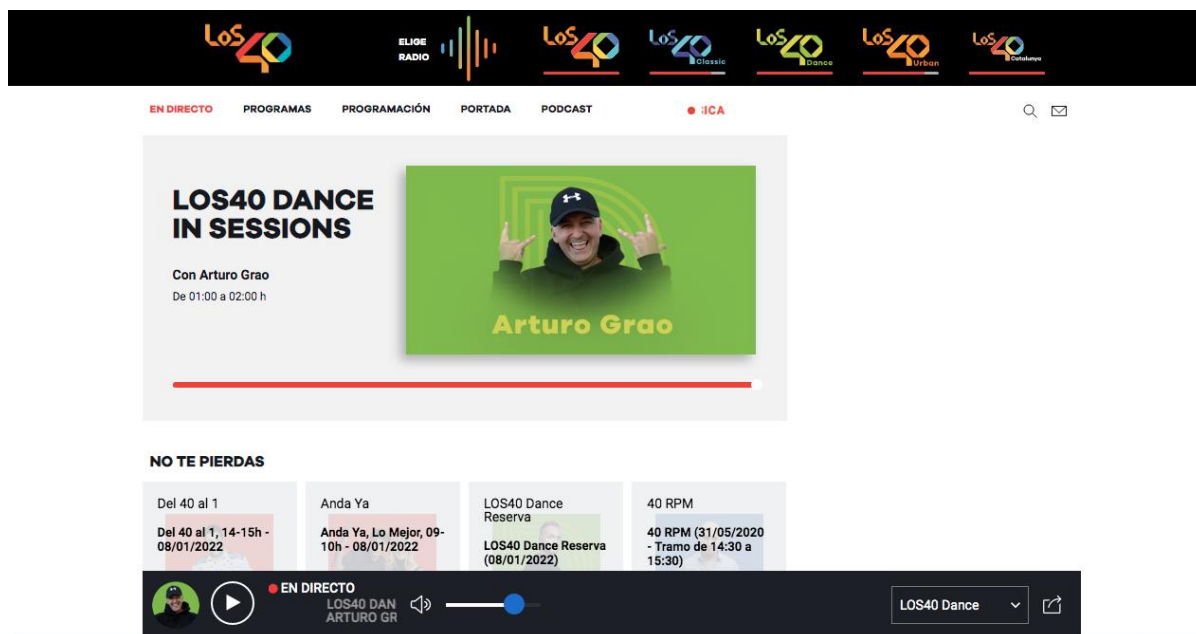 LOS40
ELIGE
RADIO
LOS40
LOS40 Classic
LOS40 Dance
LOS40 Urban
LOS40 Catalunya
EN DIRECTO PROGRAMAS PROGRAMACIÓN PORTADA PODCAST ICA
LOS40 DANCE
IN SESSIONS
Con Arturo Grao
De 01:00 a 02:00 h
Arturo Grao
NO TE PIERDAS
Del 40 al 1
Del 40 al 1, 14-15h -
08/01/2022
Anda Ya
Anda Ya, Lo Mejor, 09-
10h - 08/01/2022
LOS40 Dance
Reserva
LOS40 Dance Reserva
(08/01/2022)
40 RPM
40 RPM (31/05/2020
- Tramo de 14:30 a
15:30)
EN DIRECTO
LOS40 DAN
ARTURO GR
LOS40 Dance